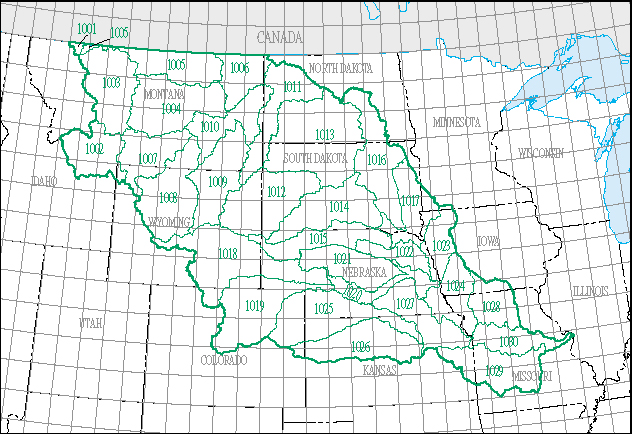 1001
1005
CANADA
1005
1006
NORTH DAKOTA
1003
1011
MONTANA
1004
1010
1013
MINNESOTA
1002
1007
SOUTH DAKOTA
1016
WISCONSIN
IDAHO
1009
1012
1008
1014
1017
WYOMING
1015
1023
IOWA
1018
1021
1022
NEBRASKA
1024
1020
ILLINOIS
1019
1025
1027
1028
UTAH
1026
1030
COLORADO
KANSAS
1029
MISSOURI